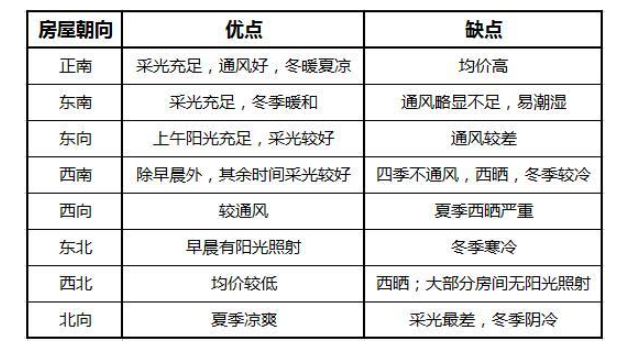 房屋朝向 优点 缺点
正南 采光充足，通风好，冬暖夏凉 均价高
东南 采光充足，冬季暖和 通风略显不足，易潮湿
东向 上午阳光充足，采光较好 通风较差
西南 除早晨外，其余时间采光较好 四季不通风，西晒，冬季较冷
西向 较通风 夏季西晒严重
东北 早晨有阳光照射 冬季寒冷
西北 均价较低 西晒；大部分房间无阳光照射
北向 夏季凉爽 采光最差，冬季阴冷